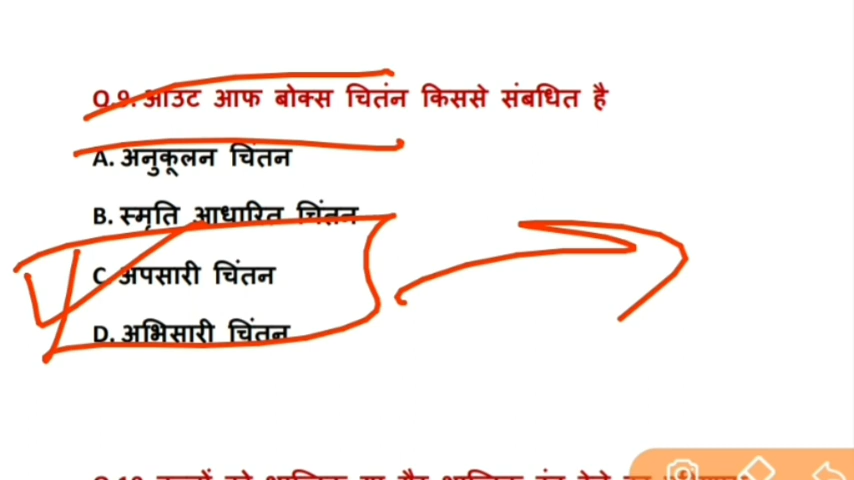 Q.9. आउट आफ बोक्स चितंन किससे संबधित है
A. अनुकूलन चिंतन
B. स्मृति आधारित चिंतन
C अपसारी चिंतन
D. अभिसारी चिंतन